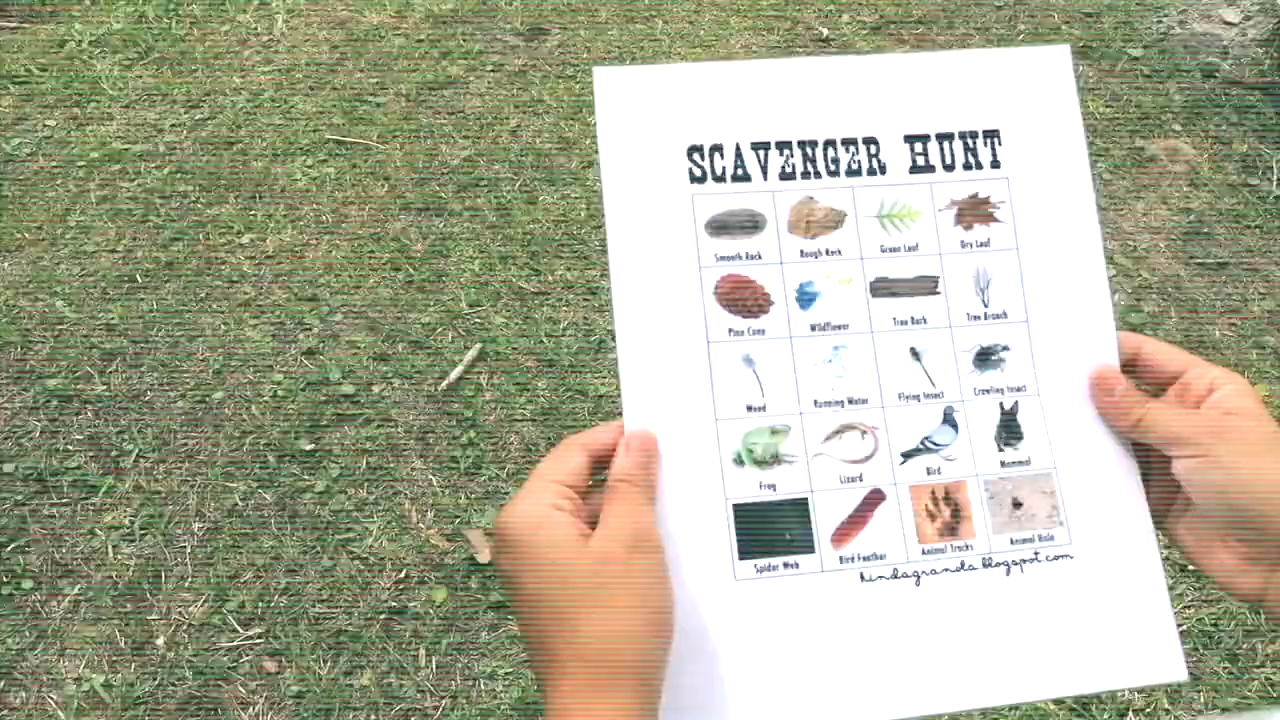 SCAVENGER HUNT
Smooth Rock Rough Rock Green Leaf Dry Leaf
Pine Cone Wildflower Tree Bark Tree Branch
Weed Running Water Flying Insect Crawling Insect
Frog Lizard Bird Mammal
Spider Web Bird Feather Animal Tracks Animal Hole
kindagranda.blogspot.com